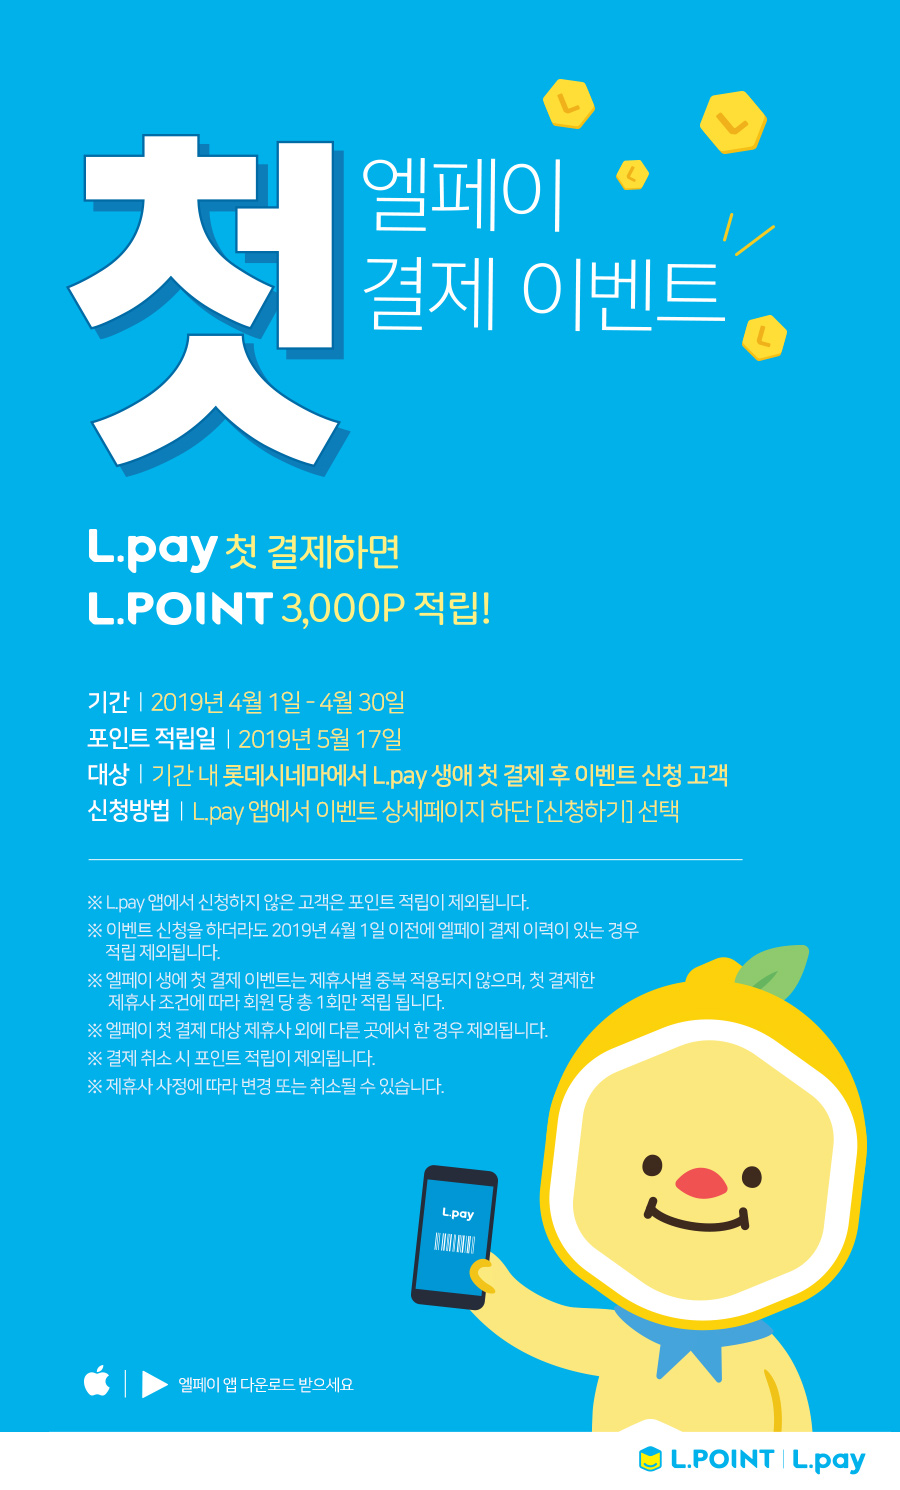 첫 엘페이
결제 이벤트
L.pay 첫 결제하면
L.POINT 3,000P 적립!
기간 | 2019년 4월 1일 - 4월 30일
포인트 적립일 | 2019년 5월 17일
대상 | 기간 내 롯데시네마에서 L.pay 생애 첫 결제 후 이벤트 신청 고객
신청방법 | L.pay 앱에서 이벤트 상세페이지 하단 [신청하기] 선택
※ L.pay 앱에서 신청하지 않은 고객은 포인트 적립이 제외됩니다.
※ 이벤트 신청을 하더라도 2019년 4월 1일 이전에 엘페이 결제 이력이 있는 경우
적립 제외됩니다.
※ 엘페이 생에 첫 결제 이벤트는 제휴사별 중복 적용되지 않으며, 첫 결제한
제휴사 조건에 따라 회원 당 총 1회만 적립 됩니다.
※ 엘페이 첫 결제 대상 제휴사 외에 다른 곳에서 한 경우 제외됩니다.
※ 결제 취소 시 포인트 적립이 제외됩니다.
※ 제휴사 사정에 따라 변경 또는 취소될 수 있습니다.
L.pay
엘페이 앱 다운로드 받으세요
L.POINT | L.pay